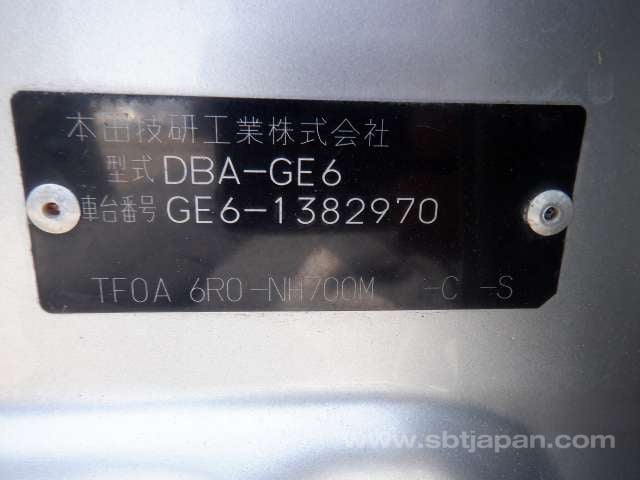 本田技研工業株式会社
型式 DBA-GE6
車台番号 GE6-1382970
TF0A 6R0-NH700M -C -S
www.sbtjapan.com